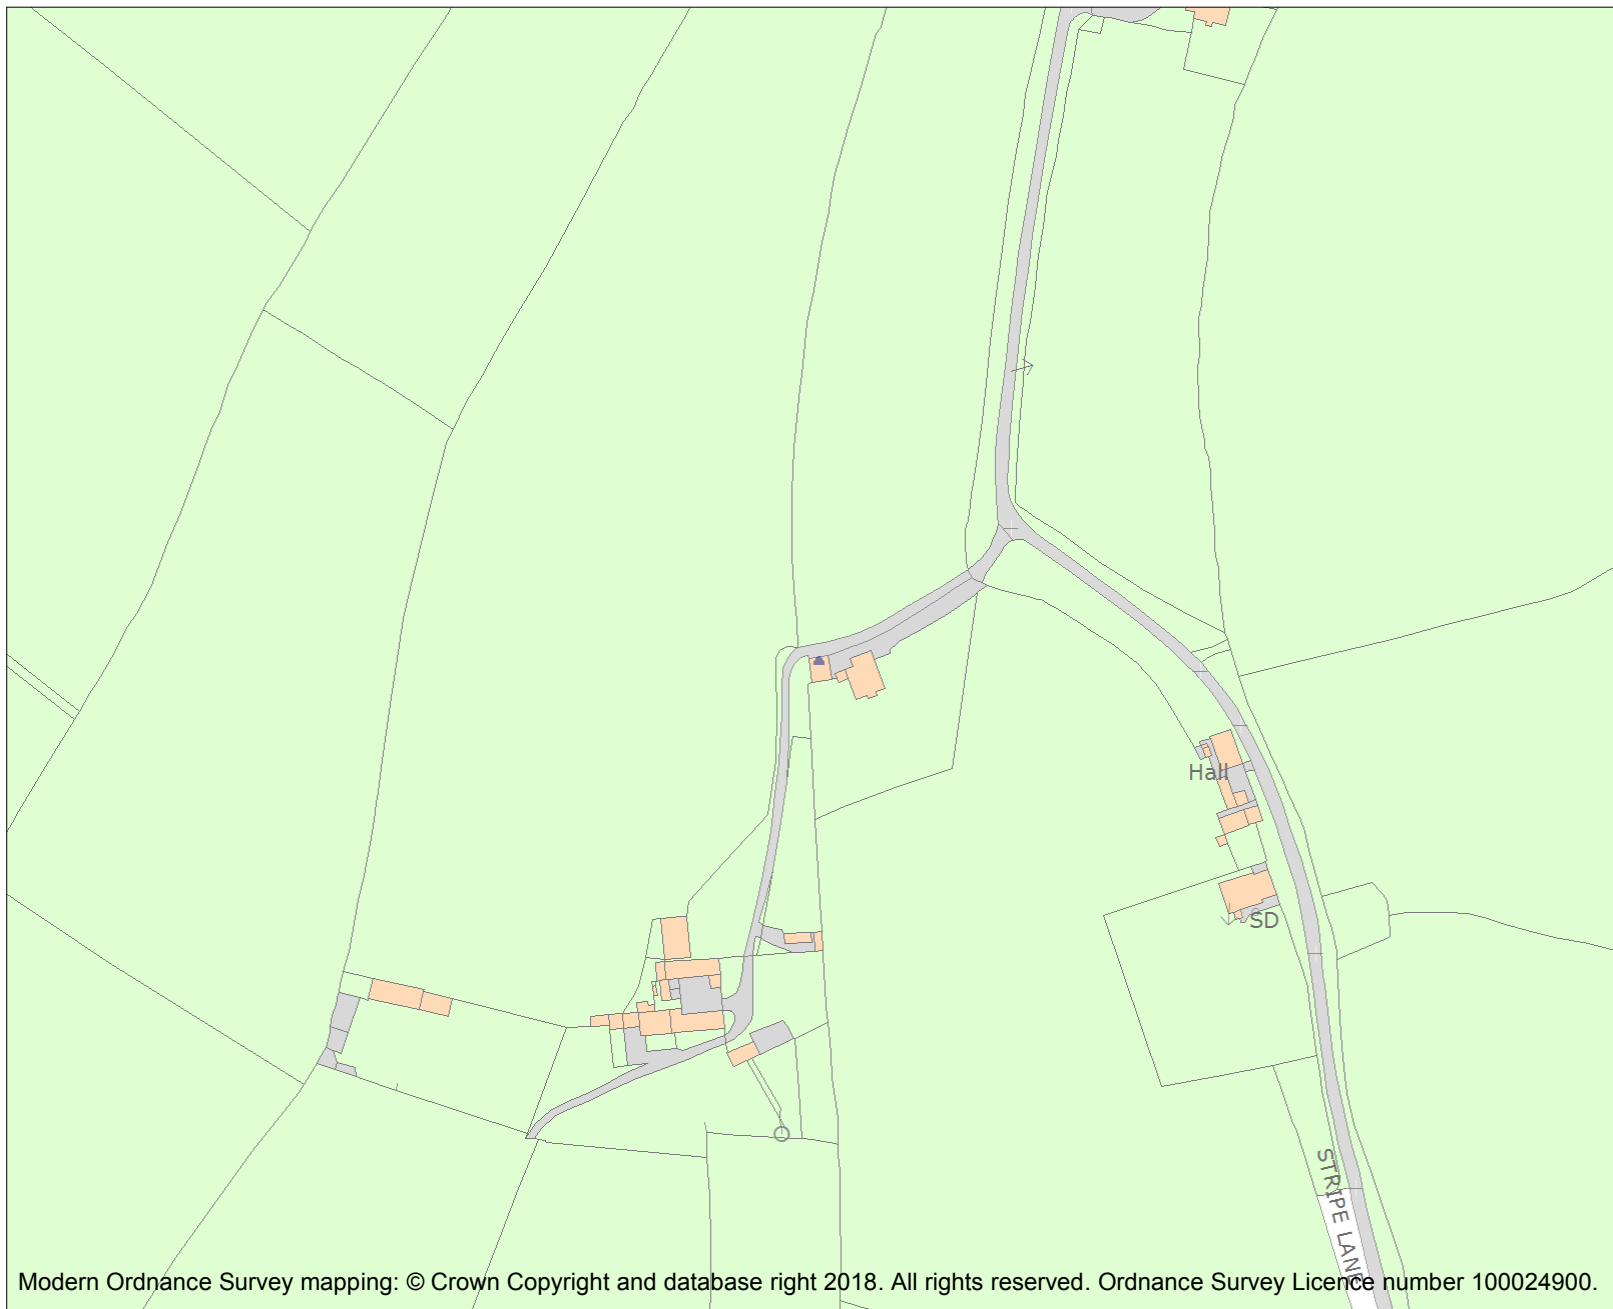 Hall
SD
STRIPE LANE
Modern Ordnance Survey mapping: © Crown Copyright and database right 2018. All rights reserved. Ordnance Survey Licence number 100024900.